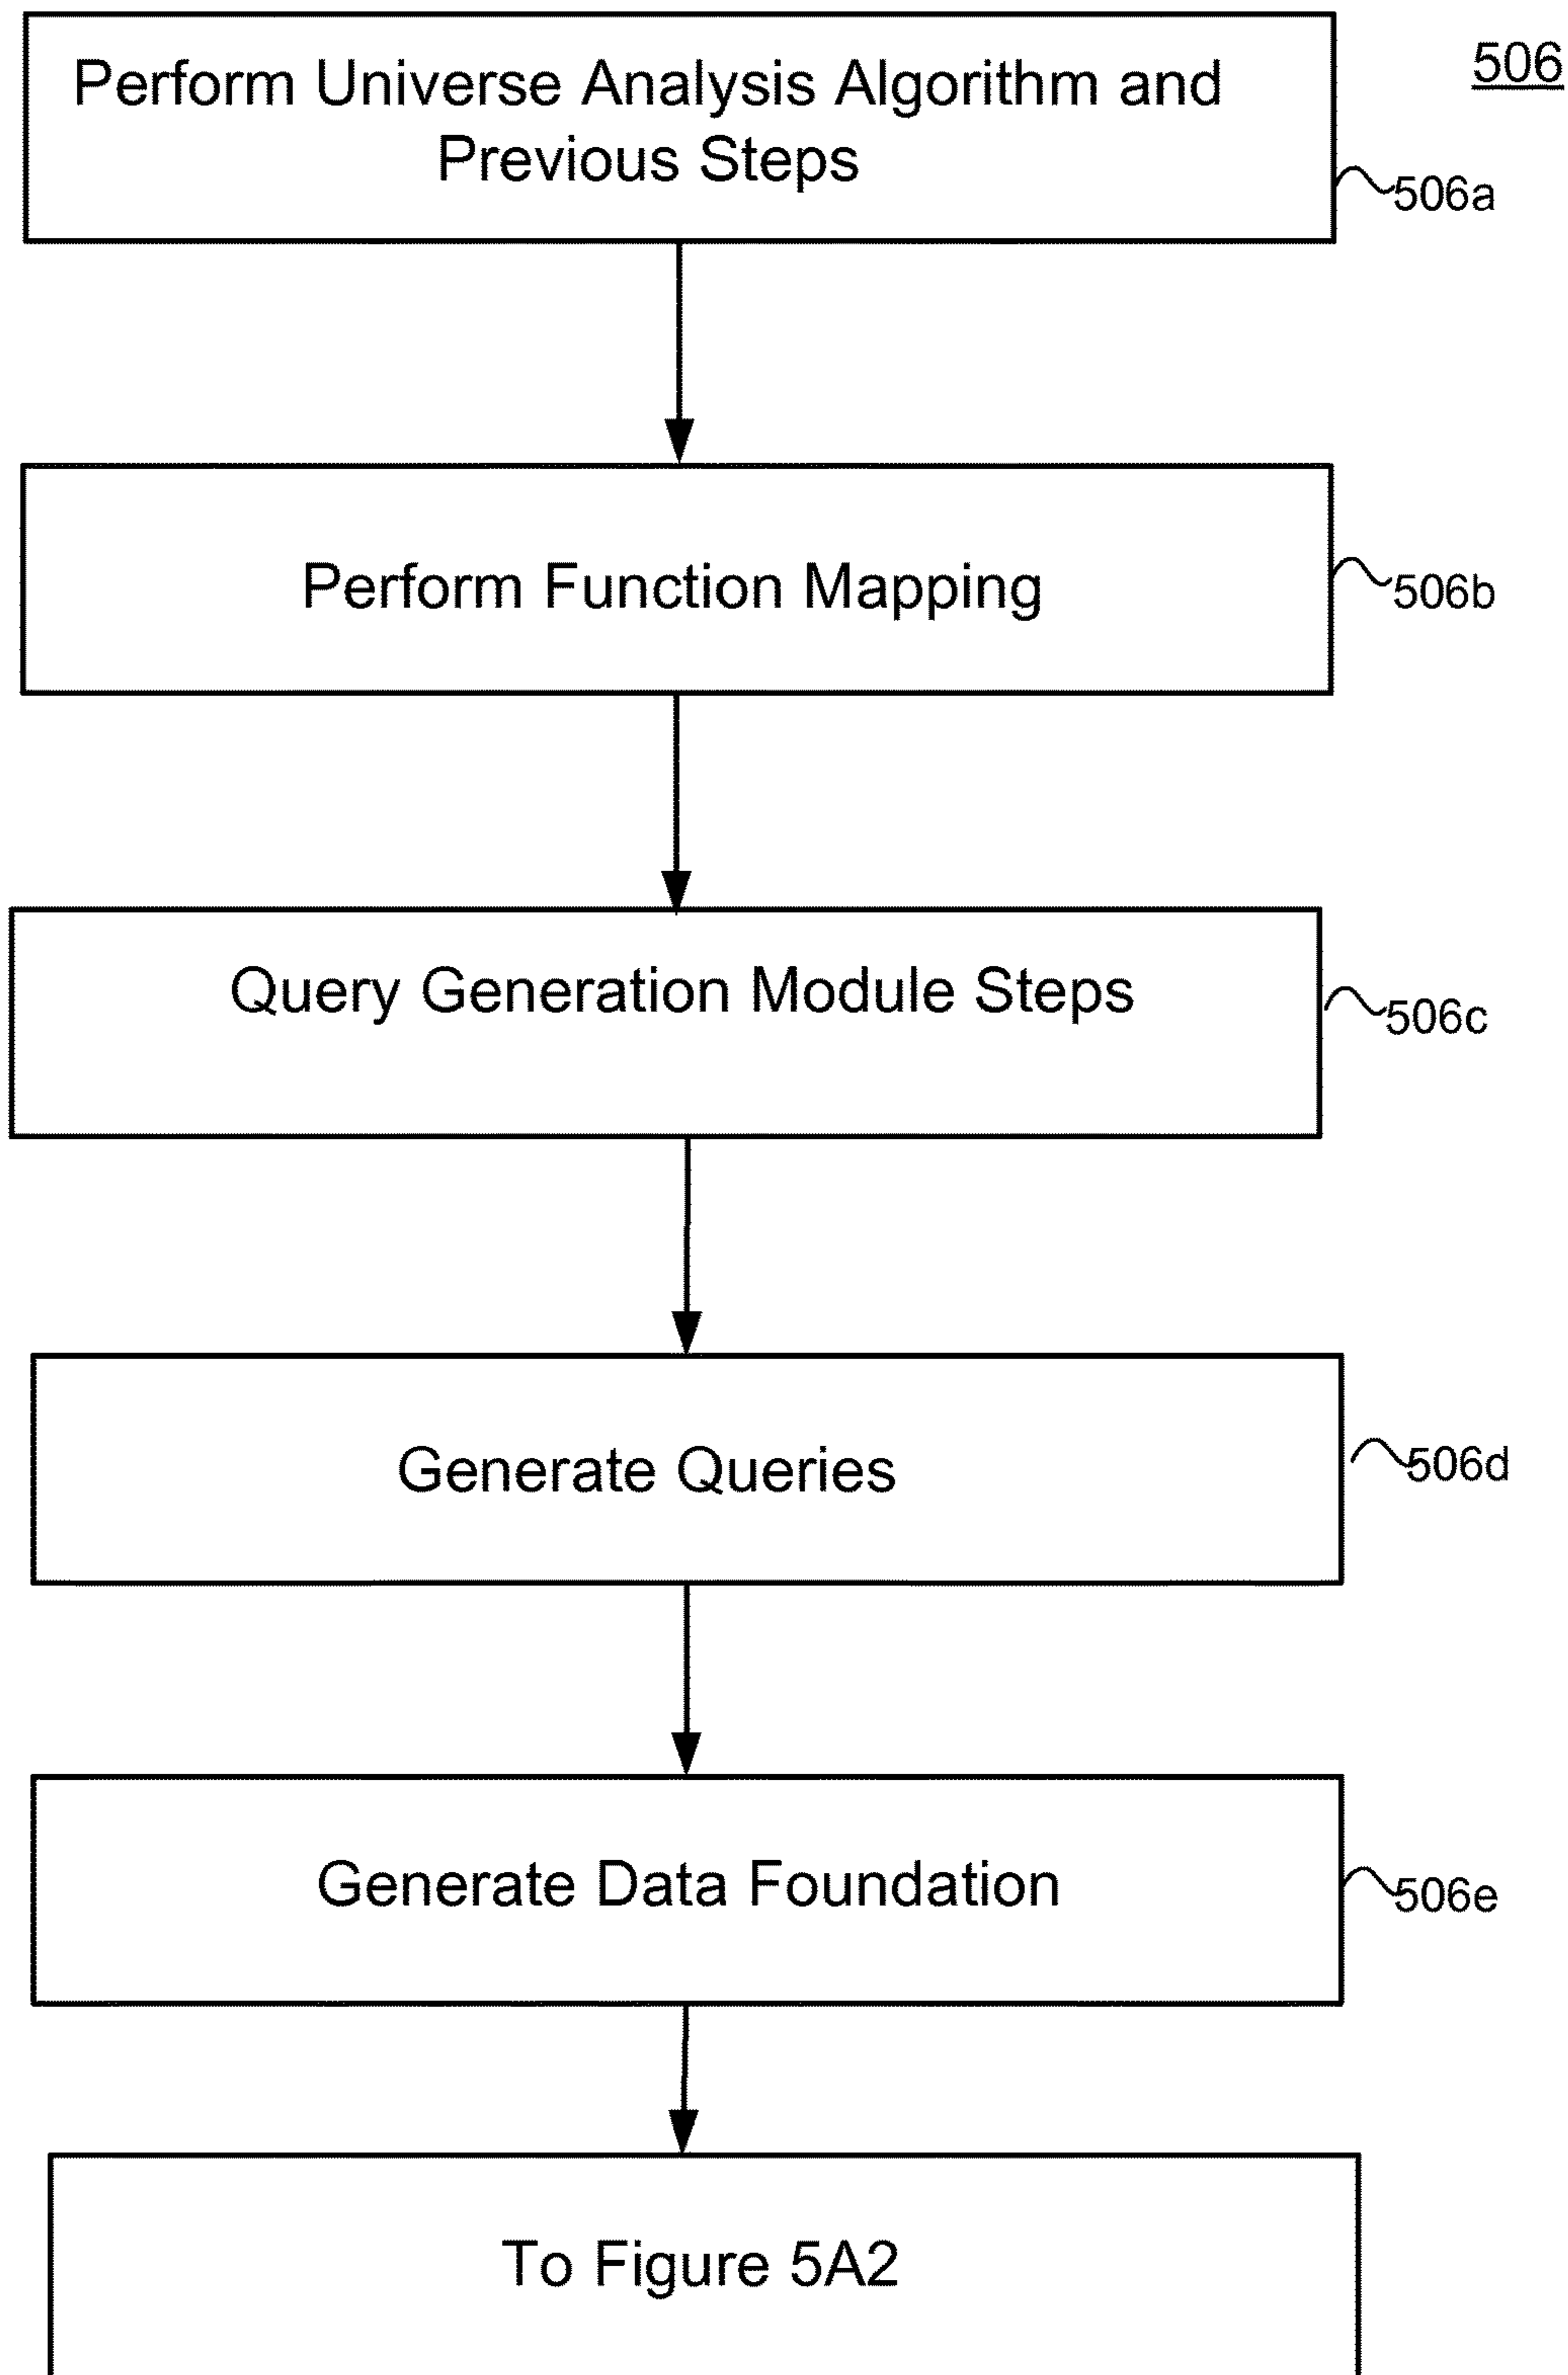 506
Perform Universe Analysis Algorithm and
Previous Steps
506a
Perform Function Mapping
506b
Query Generation Module Steps
506c
Generate Queries
506d
Generate Data Foundation
506e
To Figure 5A2